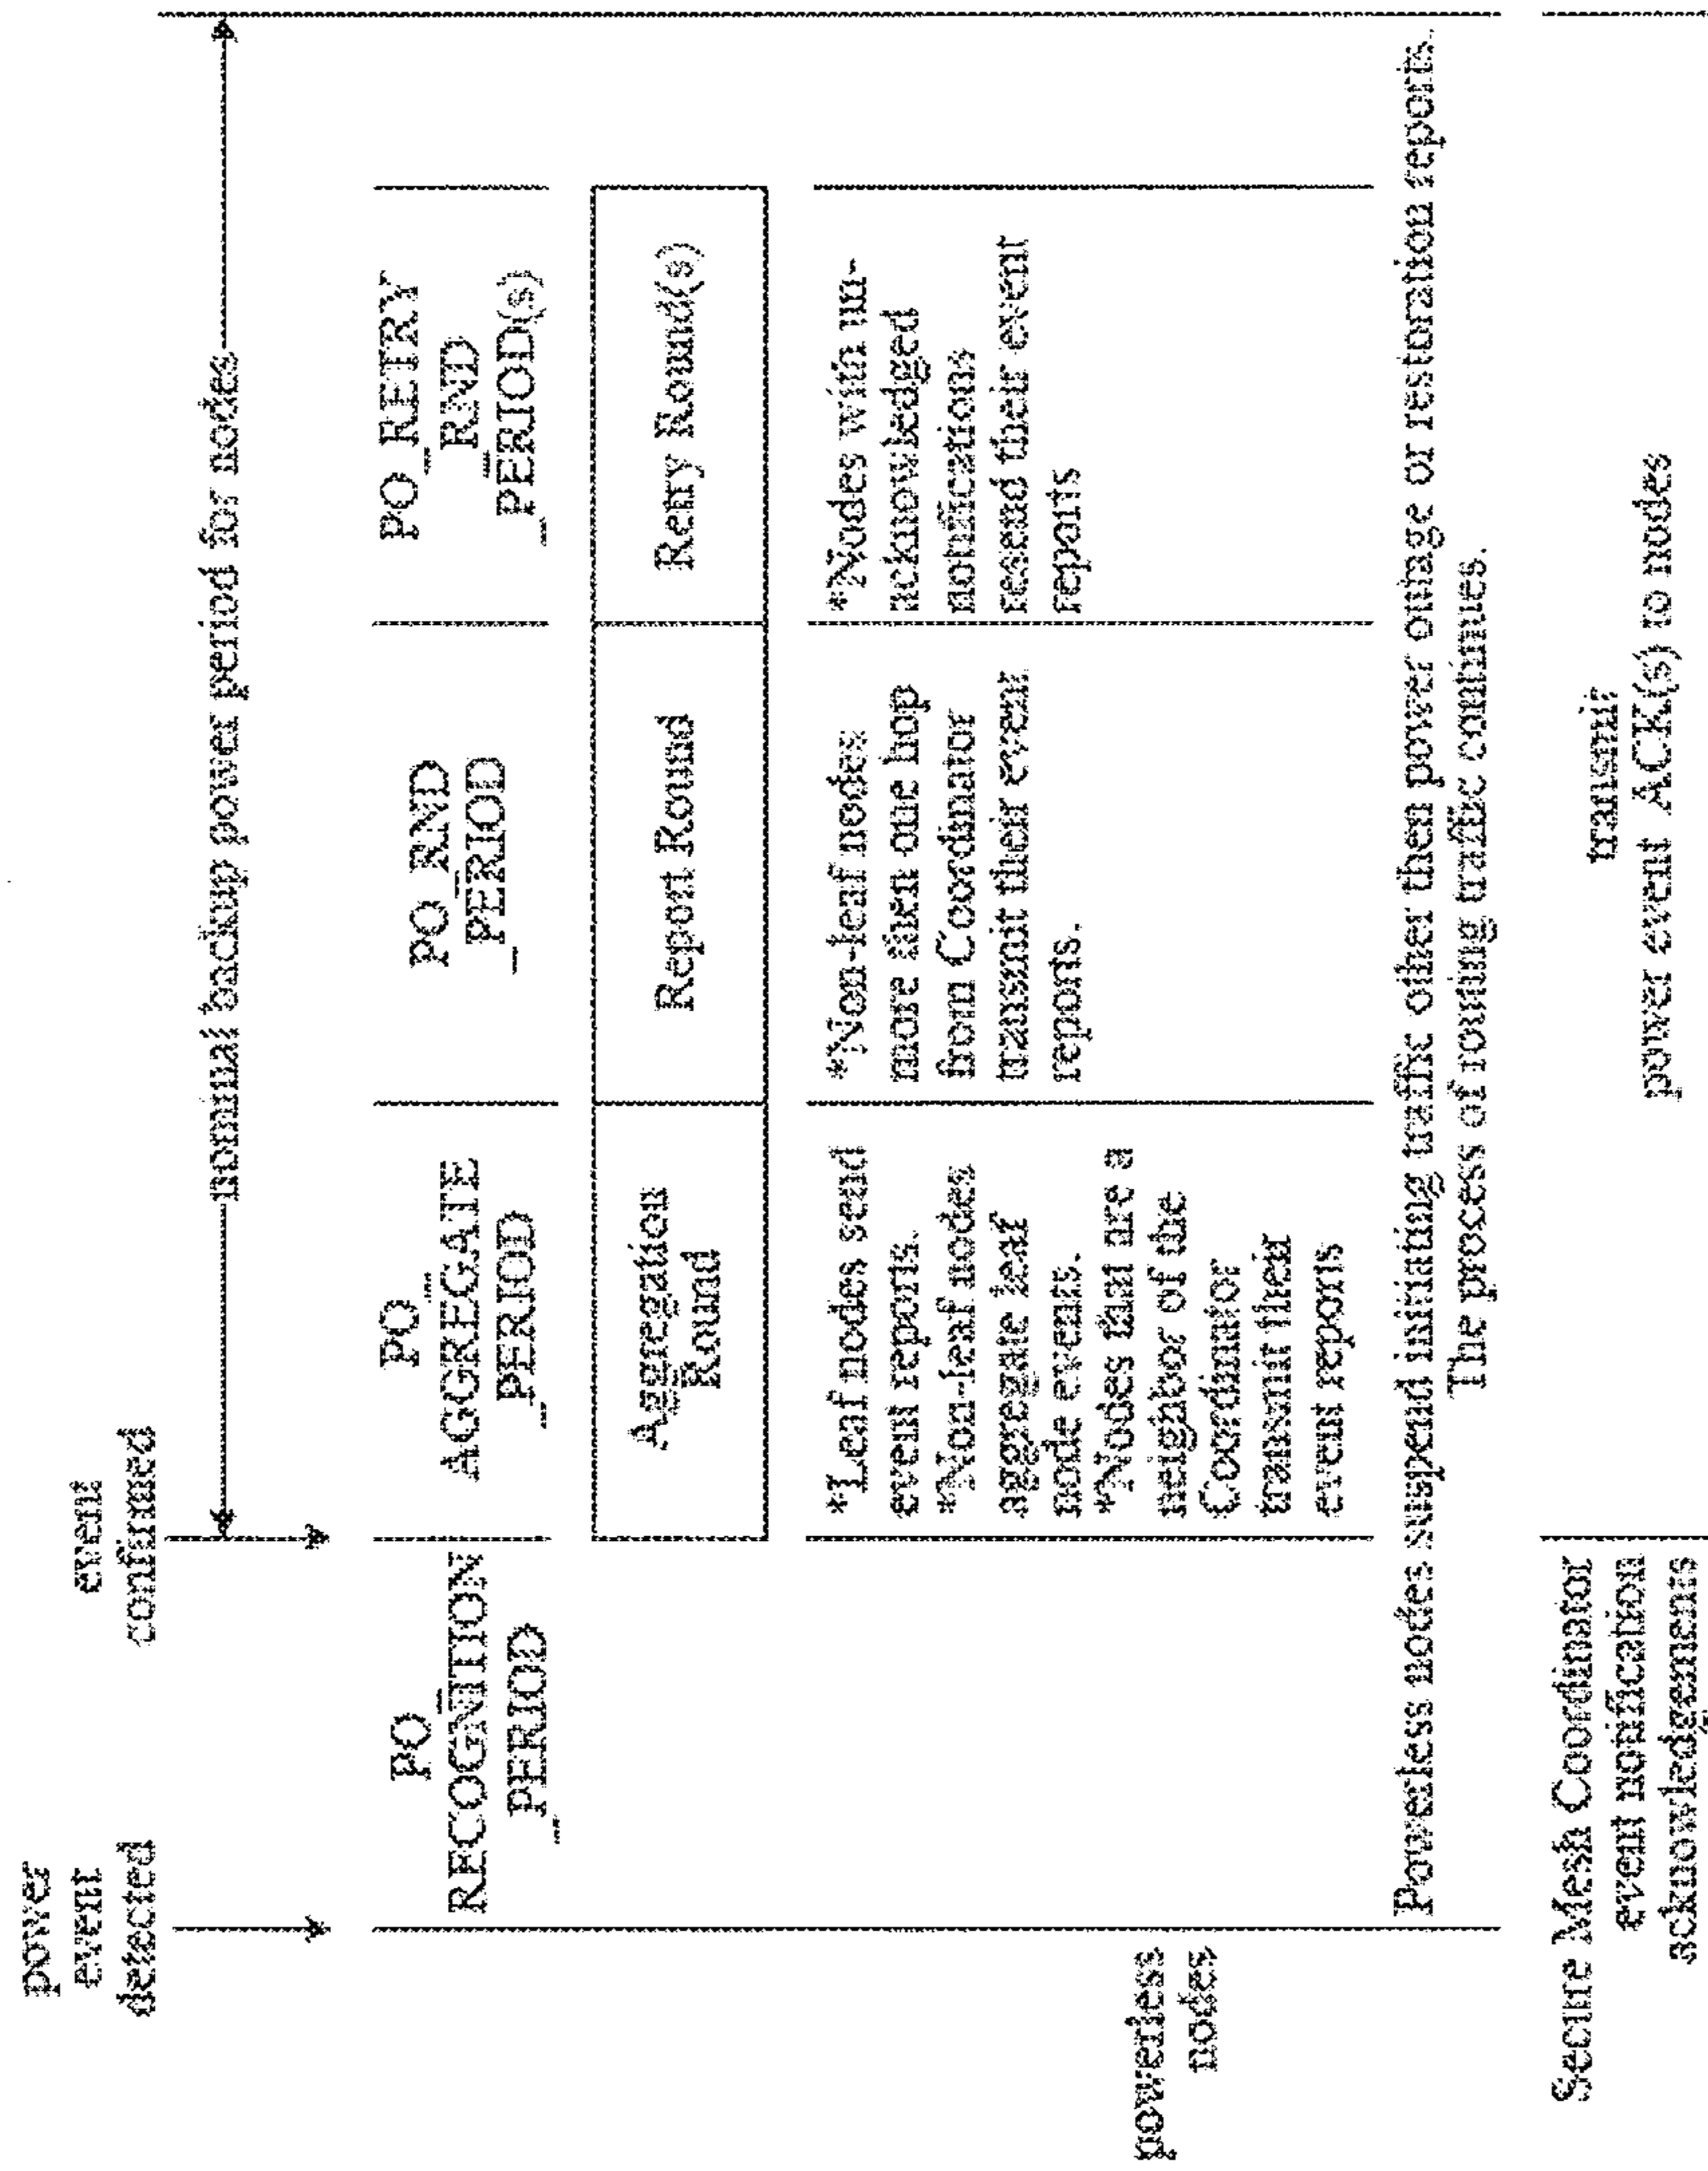 power
event
detected
event
confirmed
nominal backup power period for nodes
PO_
RECOGNITION
_PERIOD
PO_
AGGREGATE
_PERIOD
PO_RND
_PERIOD
PO_RETRY
_RND
_PERIOD(s)
Aggregation
Round
Report Round
Retry Round(s)
powerless
nodes
*Leaf nodes send
event reports.
*Non-leaf nodes
aggregate leaf
node events.
*Nodes that are a
neighbor of the
Coordinator
transmit their
event reports
*Non-leaf nodes
more then one hop
from Coordinator
transmit their event
reports.
*Nodes with un-
acknowledged
notifications
resend their event
reports
Powerless nodes suspend initiating traffic other then power outage or restoration reports.
The process of routing traffic continues.
Secure Mesh Coordinator
event notification
acknowledgements
transmit
power event ACK(s) to nodes